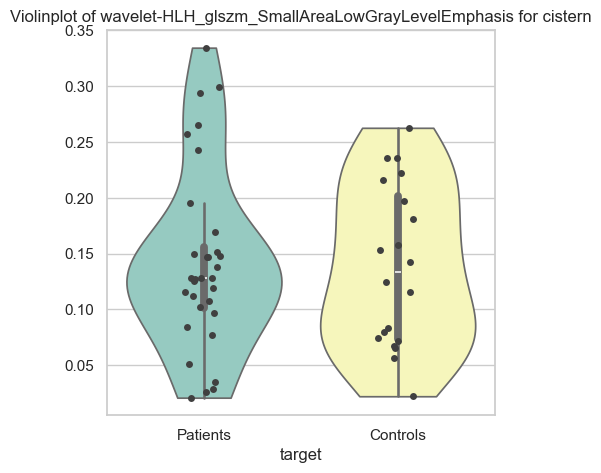 Violinplot of wavelet-HLH_glszm_SmallAreaLowGrayLevelEmphasis for cistern
0.35
0.30
0.25
0.20
0.15
0.10
0.05
Patients Controls
target